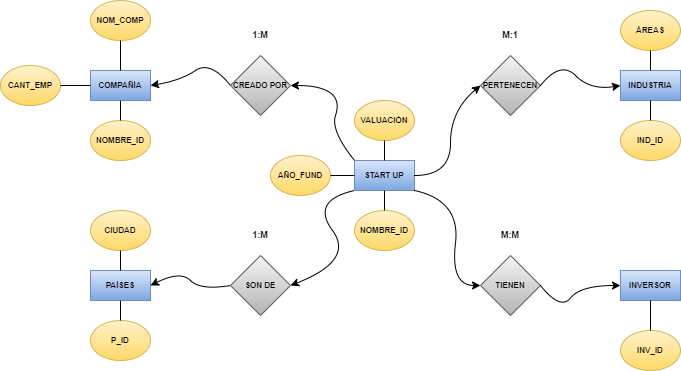 NOM_COMP
1:M
M:1
ÁREAS
CANT_EMP
COMPAÑIA
CREADO POR
PERTENECEN
INDUSTRIA
VALUACIÓN
NOMBRE_ID
IND_ID
AÑO_FUND
START UP
CIUDAD
1:M
NOMBRE_ID
M:M
PAÍSES
SON DE
TIENEN
INVERSOR
P_ID
INV_ID